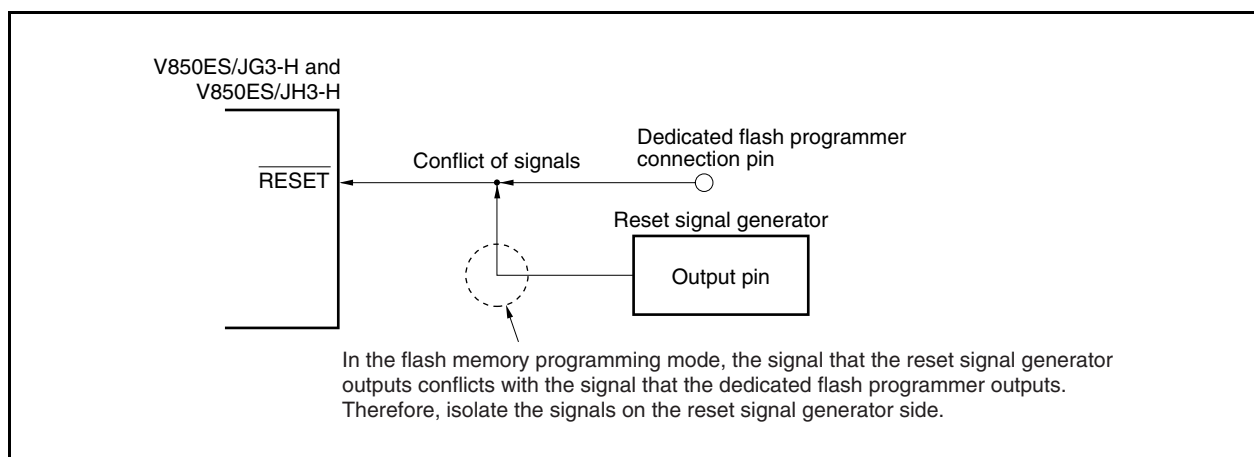 V850ES/JG3-H and
V850ES/JH3-H
RESET
Conflict of signals
Dedicated flash programmer
connection pin
Reset signal generator
Output pin
In the flash memory programming mode, the signal that the reset signal generator
outputs conflicts with the signal that the dedicated flash programmer outputs.
Therefore, isolate the signals on the reset signal generator side.